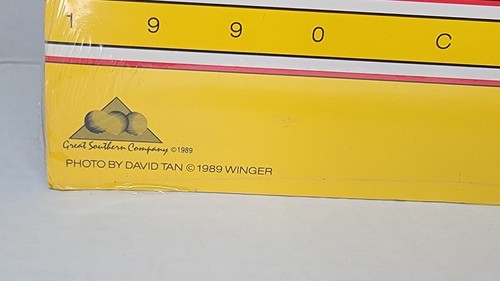 1 9 9 0 C
Great Southern Company ©1989
PHOTO BY DAVID TAN © 1989 WINGER